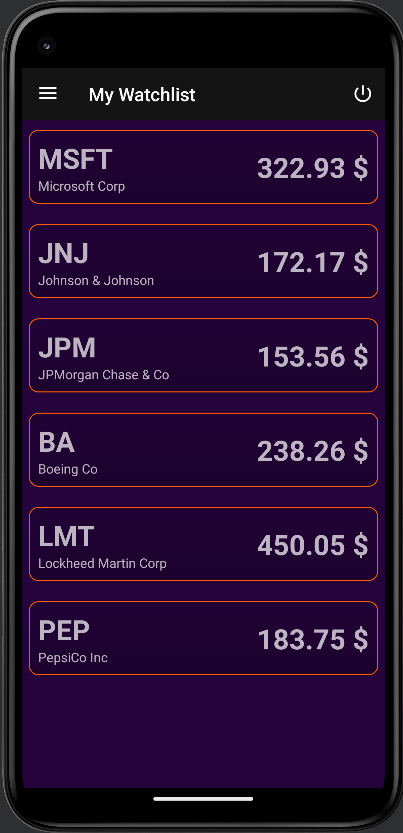 My Watchlist
MSFT
Microsoft Corp
322.93 $
JNJ
Johnson & Johnson
172.17 $
JPM
JPMorgan Chase & Co
153.56 $
BA
Boeing Co
238.26 $
LMT
Lockheed Martin Corp
450.05 $
PEP
PepsiCo Inc
183.75 $